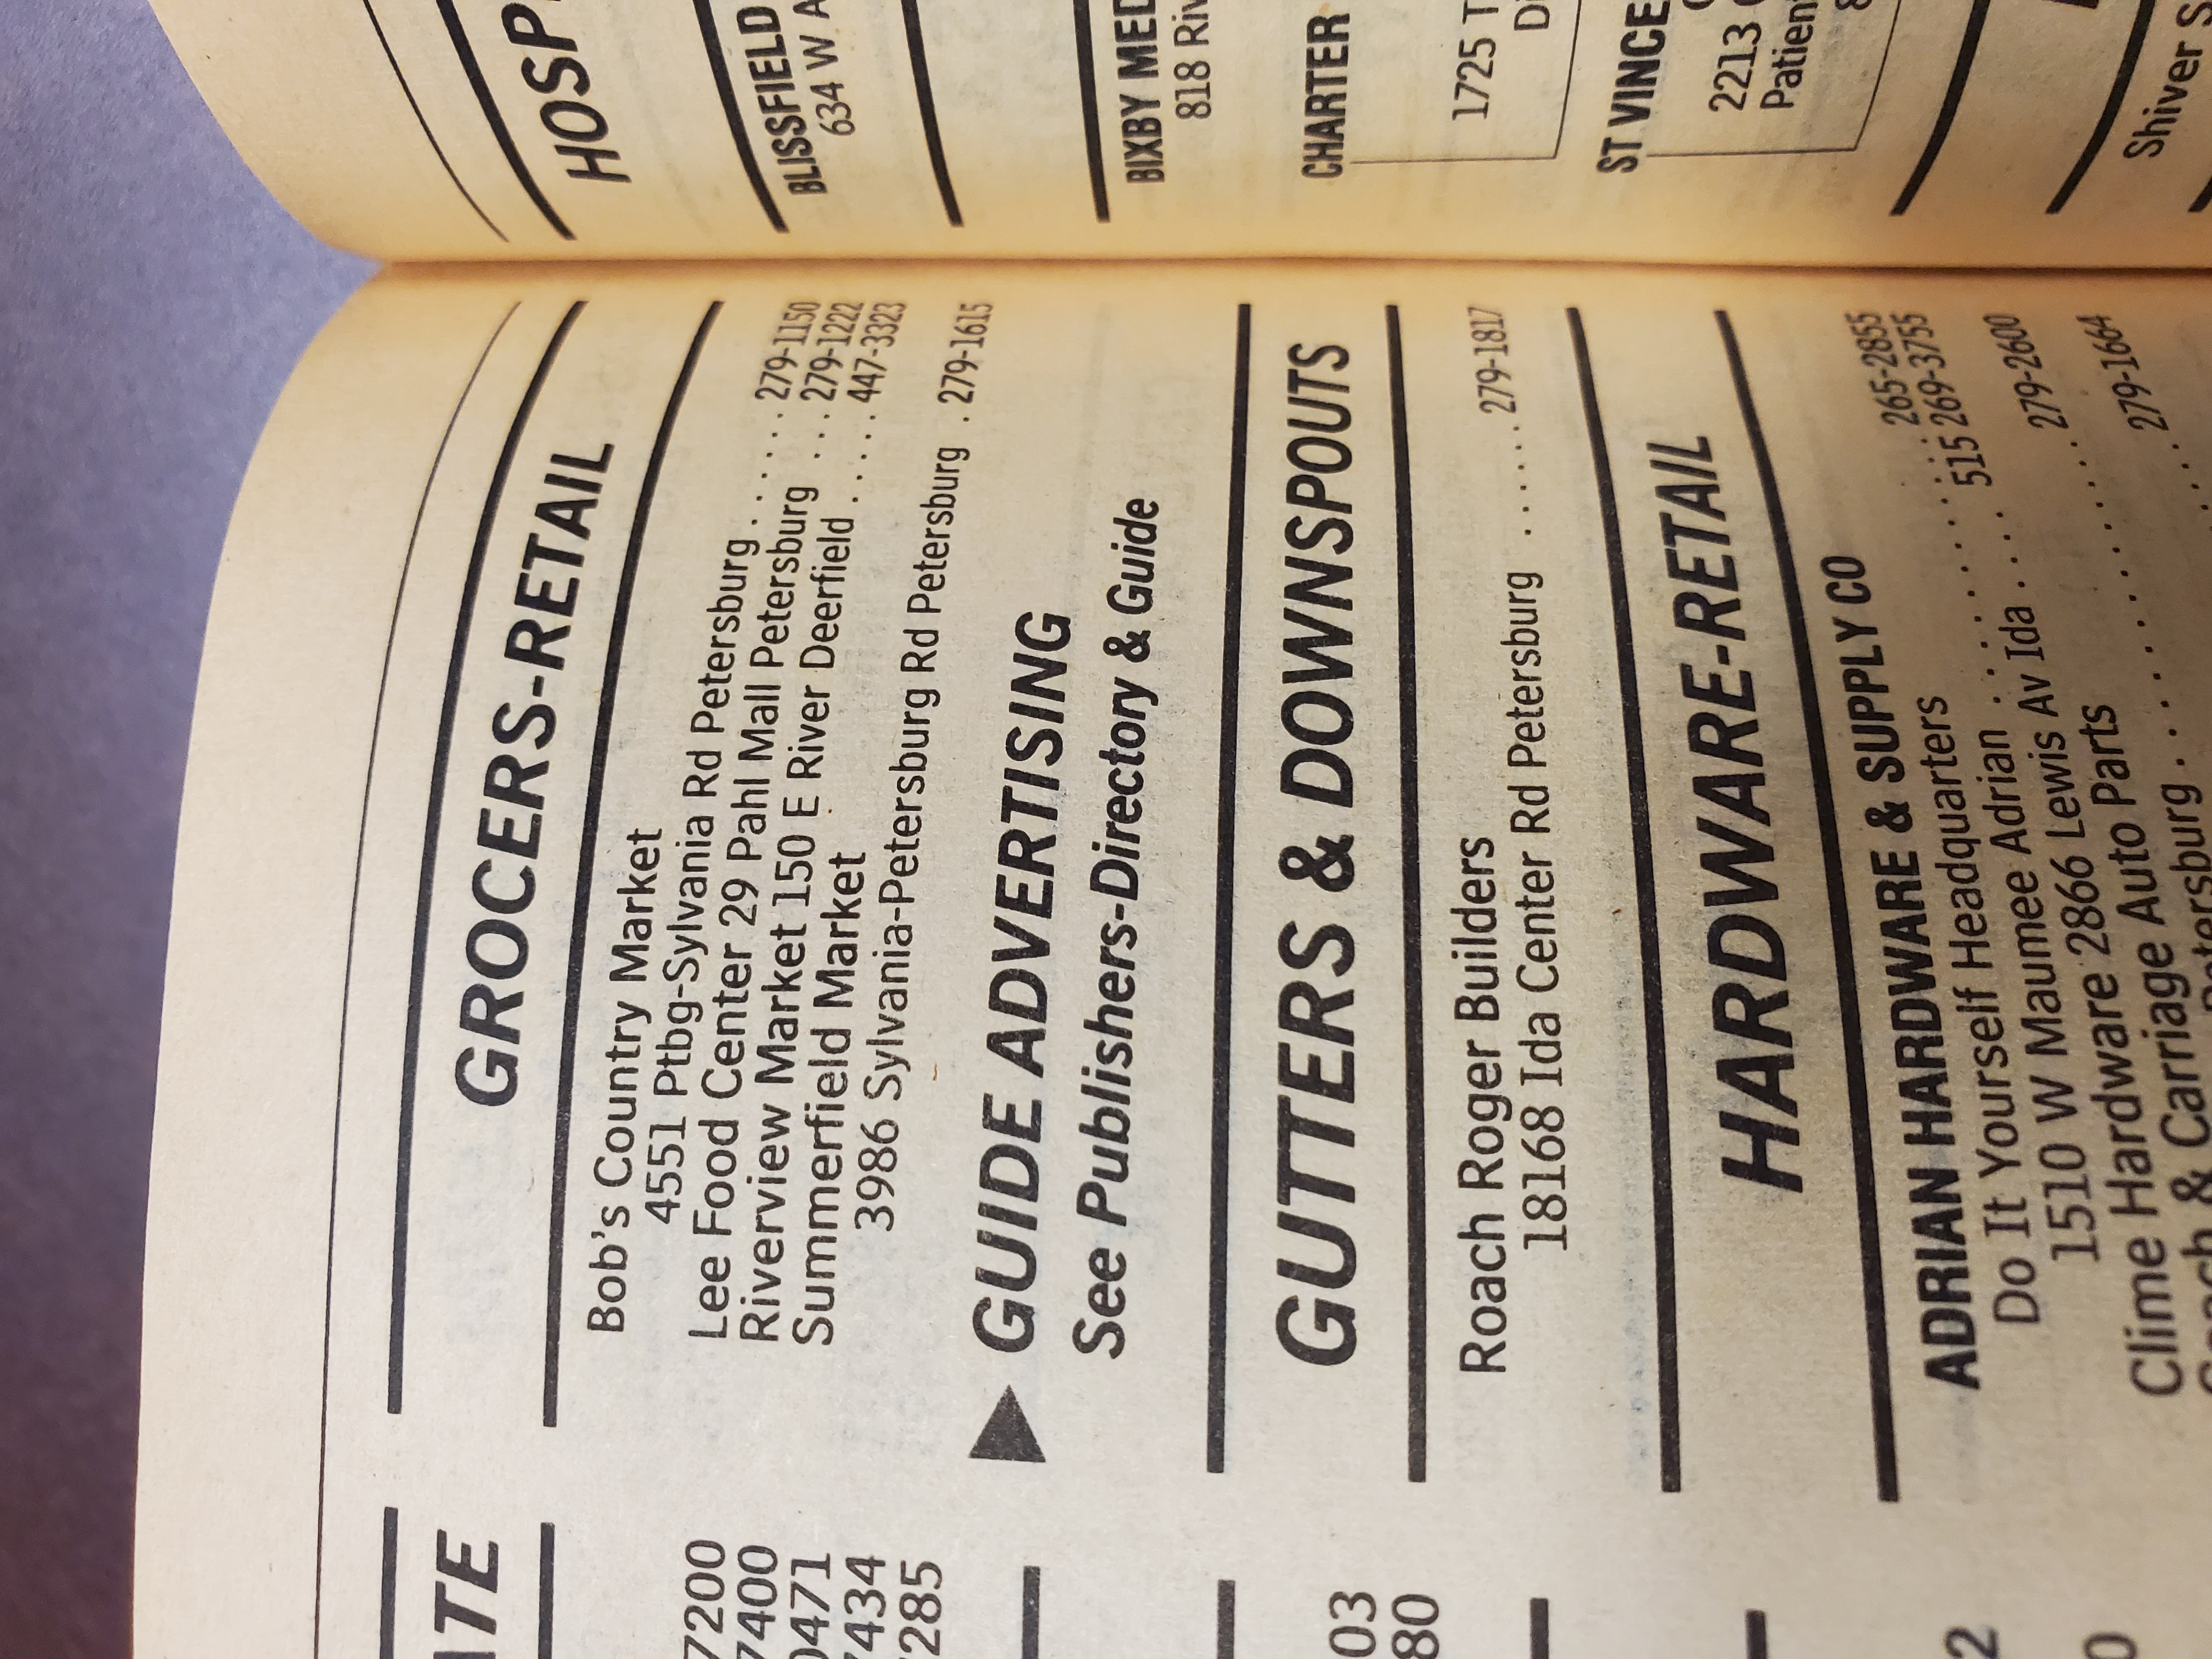 ATE
7200
7400
0471
7434
285
03
80
2
0
GROCERS-RETAIL
Bob's Country Market
4551 Ptbg-Sylvania Rd Petersburg . . . . . . 279-1150
Lee Food Center 29 Pahl Mall Petersburg . . . 279-1222
Riverview Market 150 E River Deerfield . . . . . 447-3323
Summerfield Market
3986 Sylvania-Petersburg Rd Petersburg . 279-1615
▶ GUIDE ADVERTISING
See Publishers-Directory & Guide
GUTTERS & DOWNSPOUTS
Roach Roger Builders
18168 Ida Center Rd Petersburg . . . . . . 279-1817
HARDWARE-RETAIL
ADRIAN HARDWARE & SUPPLY CO
Do It Yourself Headquarters
1510 W Maumee Adrian . . . . . . . . . . . 265-2855
Clime Hardware 2866 Lewis Av Ida . . . . 515 269-3755
& Carriage Auto Parts
Petersburg . . . . . . . . . . . 279-2600
279-1664
HOSP
BLISSFIELD
634 W A
BIXBY MED
818 Riv
CHARTER
1725 T
ST VINCE
2213
Patien
Shiver S